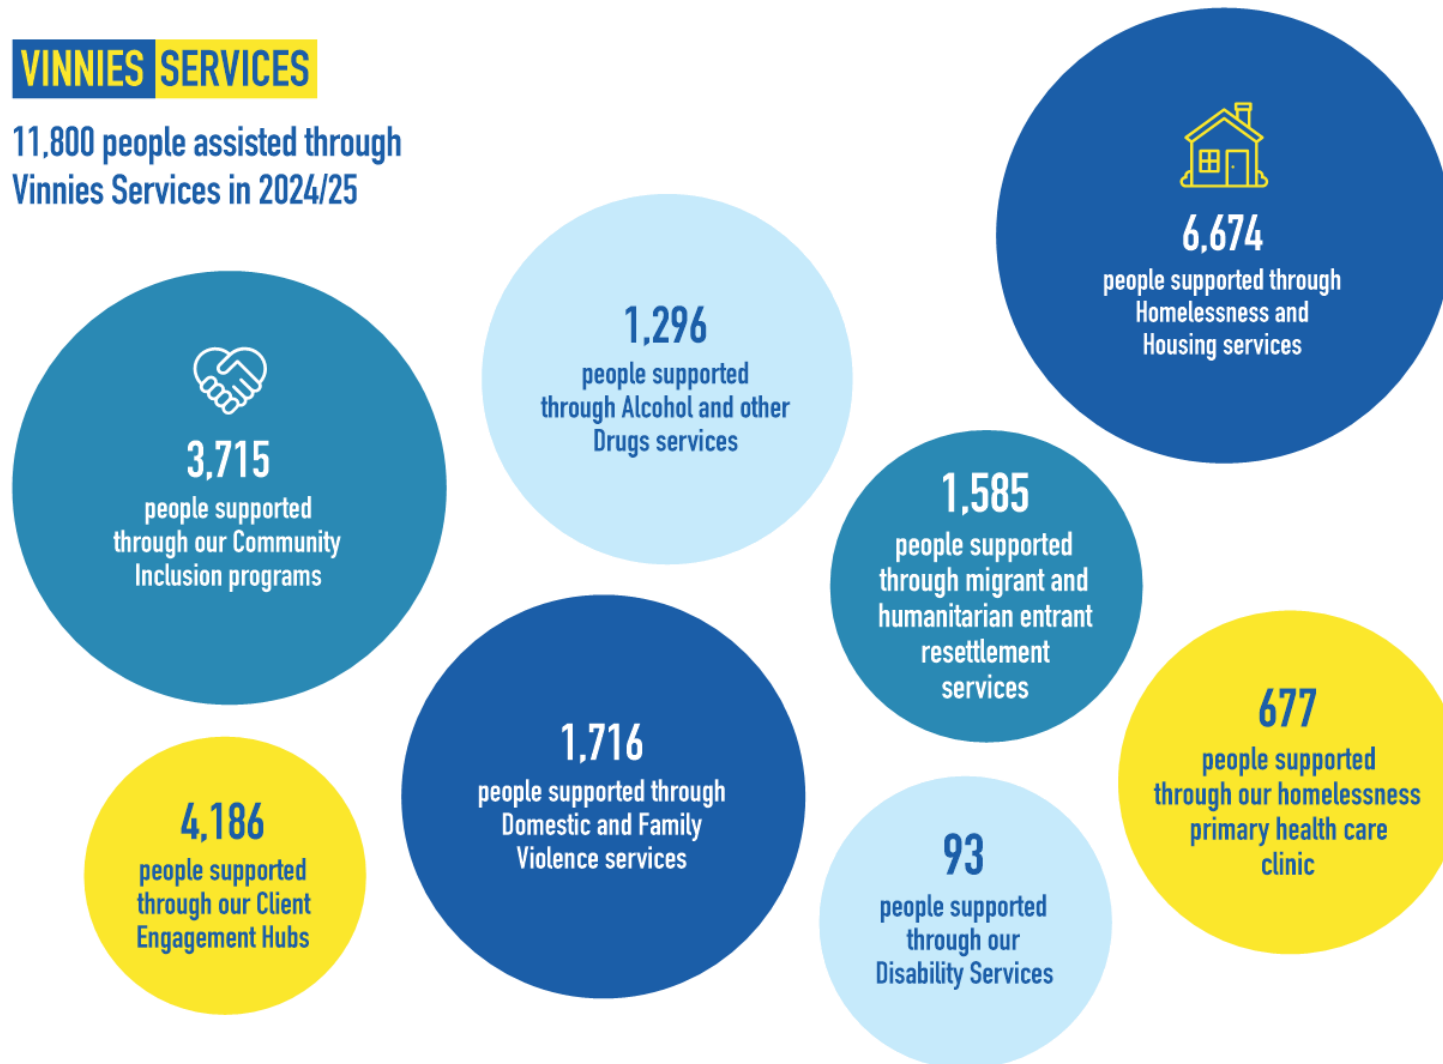 VINNIES SERVICES
11,800 people assisted through
Vinnies Services in 2024/25
6,674
people supported through
Homelessness and
Housing services
1,296
people supported
through Alcohol and other
Drugs services
3,715
people supported
through our Community
Inclusion programs
1,585
people supported
through migrant and
humanitarian entrant
resettlement
services
677
people supported
through our homelessness
primary health care
clinic
1,716
people supported through
Domestic and Family
Violence services
4,186
people supported
through our Client
Engagement Hubs
93
people supported
through our
Disability Services